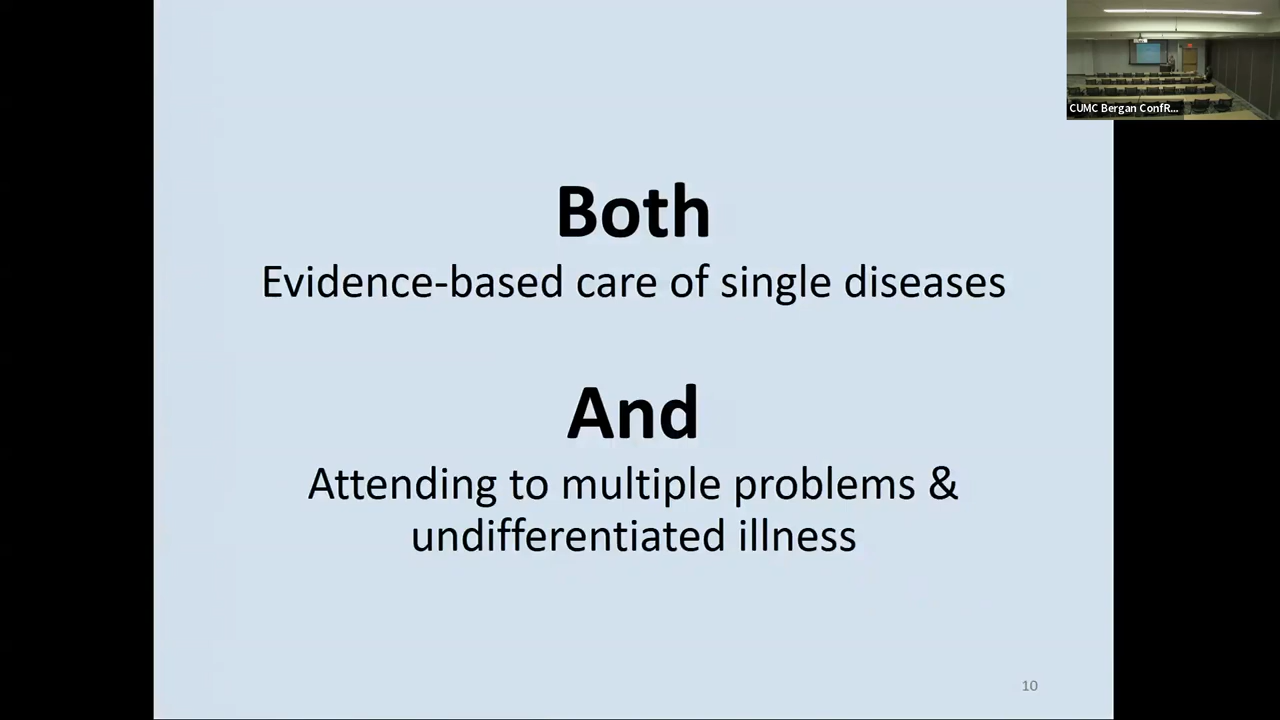 CUMC Bergan ConfR...
Both
Evidence-based care of single diseases
And
Attending to multiple problems &
undifferentiated illness
10